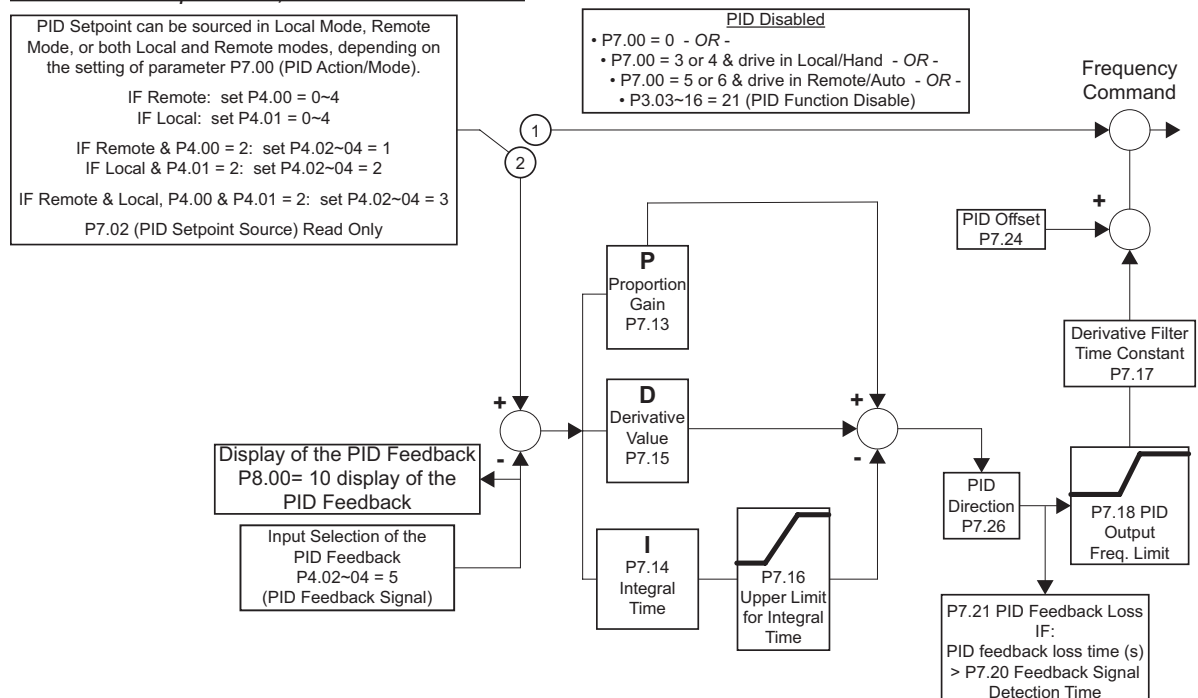 PID Setpoint can be sourced in Local Mode, Remote
Mode, or both Local and Remote modes, depending on
the setting of parameter P7.00 (PID Action/Mode).
IF Remote: set P4.00 = 0~4
IF Local: set P4.01 = 0~4
IF Remote & P4.00 = 2: set P4.02~04 = 1
IF Local & P4.01 = 2: set P4.02~04 = 2
IF Remote & Local, P4.00 & P4.01 = 2: set P4.02~04 = 3
P7.02 (PID Setpoint Source) Read Only
PID Disabled
• P7.00 = 0 - OR -
• P7.00 = 3 or 4 & drive in Local/Hand - OR -
• P7.00 = 5 or 6 & drive in Remote/Auto - OR -
• P3.03~16 = 21 (PID Function Disable)
Frequency
Command
1
2
+
PID Offset
P7.24
P
Proportion
Gain
P7.13
Derivative Filter
Time Constant
P7.17
+
-
D
Derivative
Value
P7.15
+
-
Display of the PID Feedback
P8.00= 10 display of the
PID Feedback
Input Selection of the
PID Feedback
P4.02~04 = 5
(PID Feedback Signal)
I
P7.14
Integral
Time
P7.16
Upper Limit
for Integral
Time
PID
Direction
P7.26
P7.18 PID
Output
Freq. Limit
P7.21 PID Feedback Loss
IF:
PID feedback loss time (s)
> P7.20 Feedback Signal
Detection Time